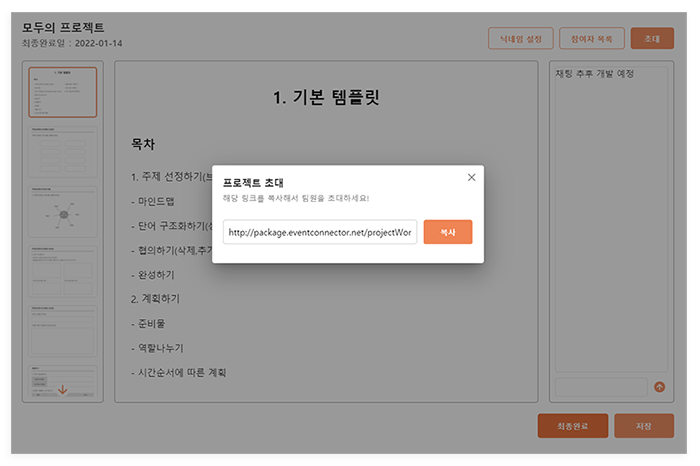 모두의 프로젝트
최종완료일 : 2022-01-14
닉네임 설정
참여자 목록
초대
1. 기본 템플릿
목차
1. 주제 선정하기(브
- 마인드맵
- 단어 구조화하기(
- 협의하기(삭제,추가
- 완성하기
2. 계획하기
- 준비물
- 역할나누기
- 시간순서에 따른 계획
채팅 추후 개발 예정
프로젝트 초대
해당 링크를 복사해서 팀원을 초대하세요!
http://package.eventconnector.net/projectWor
복사
최종완료
저장